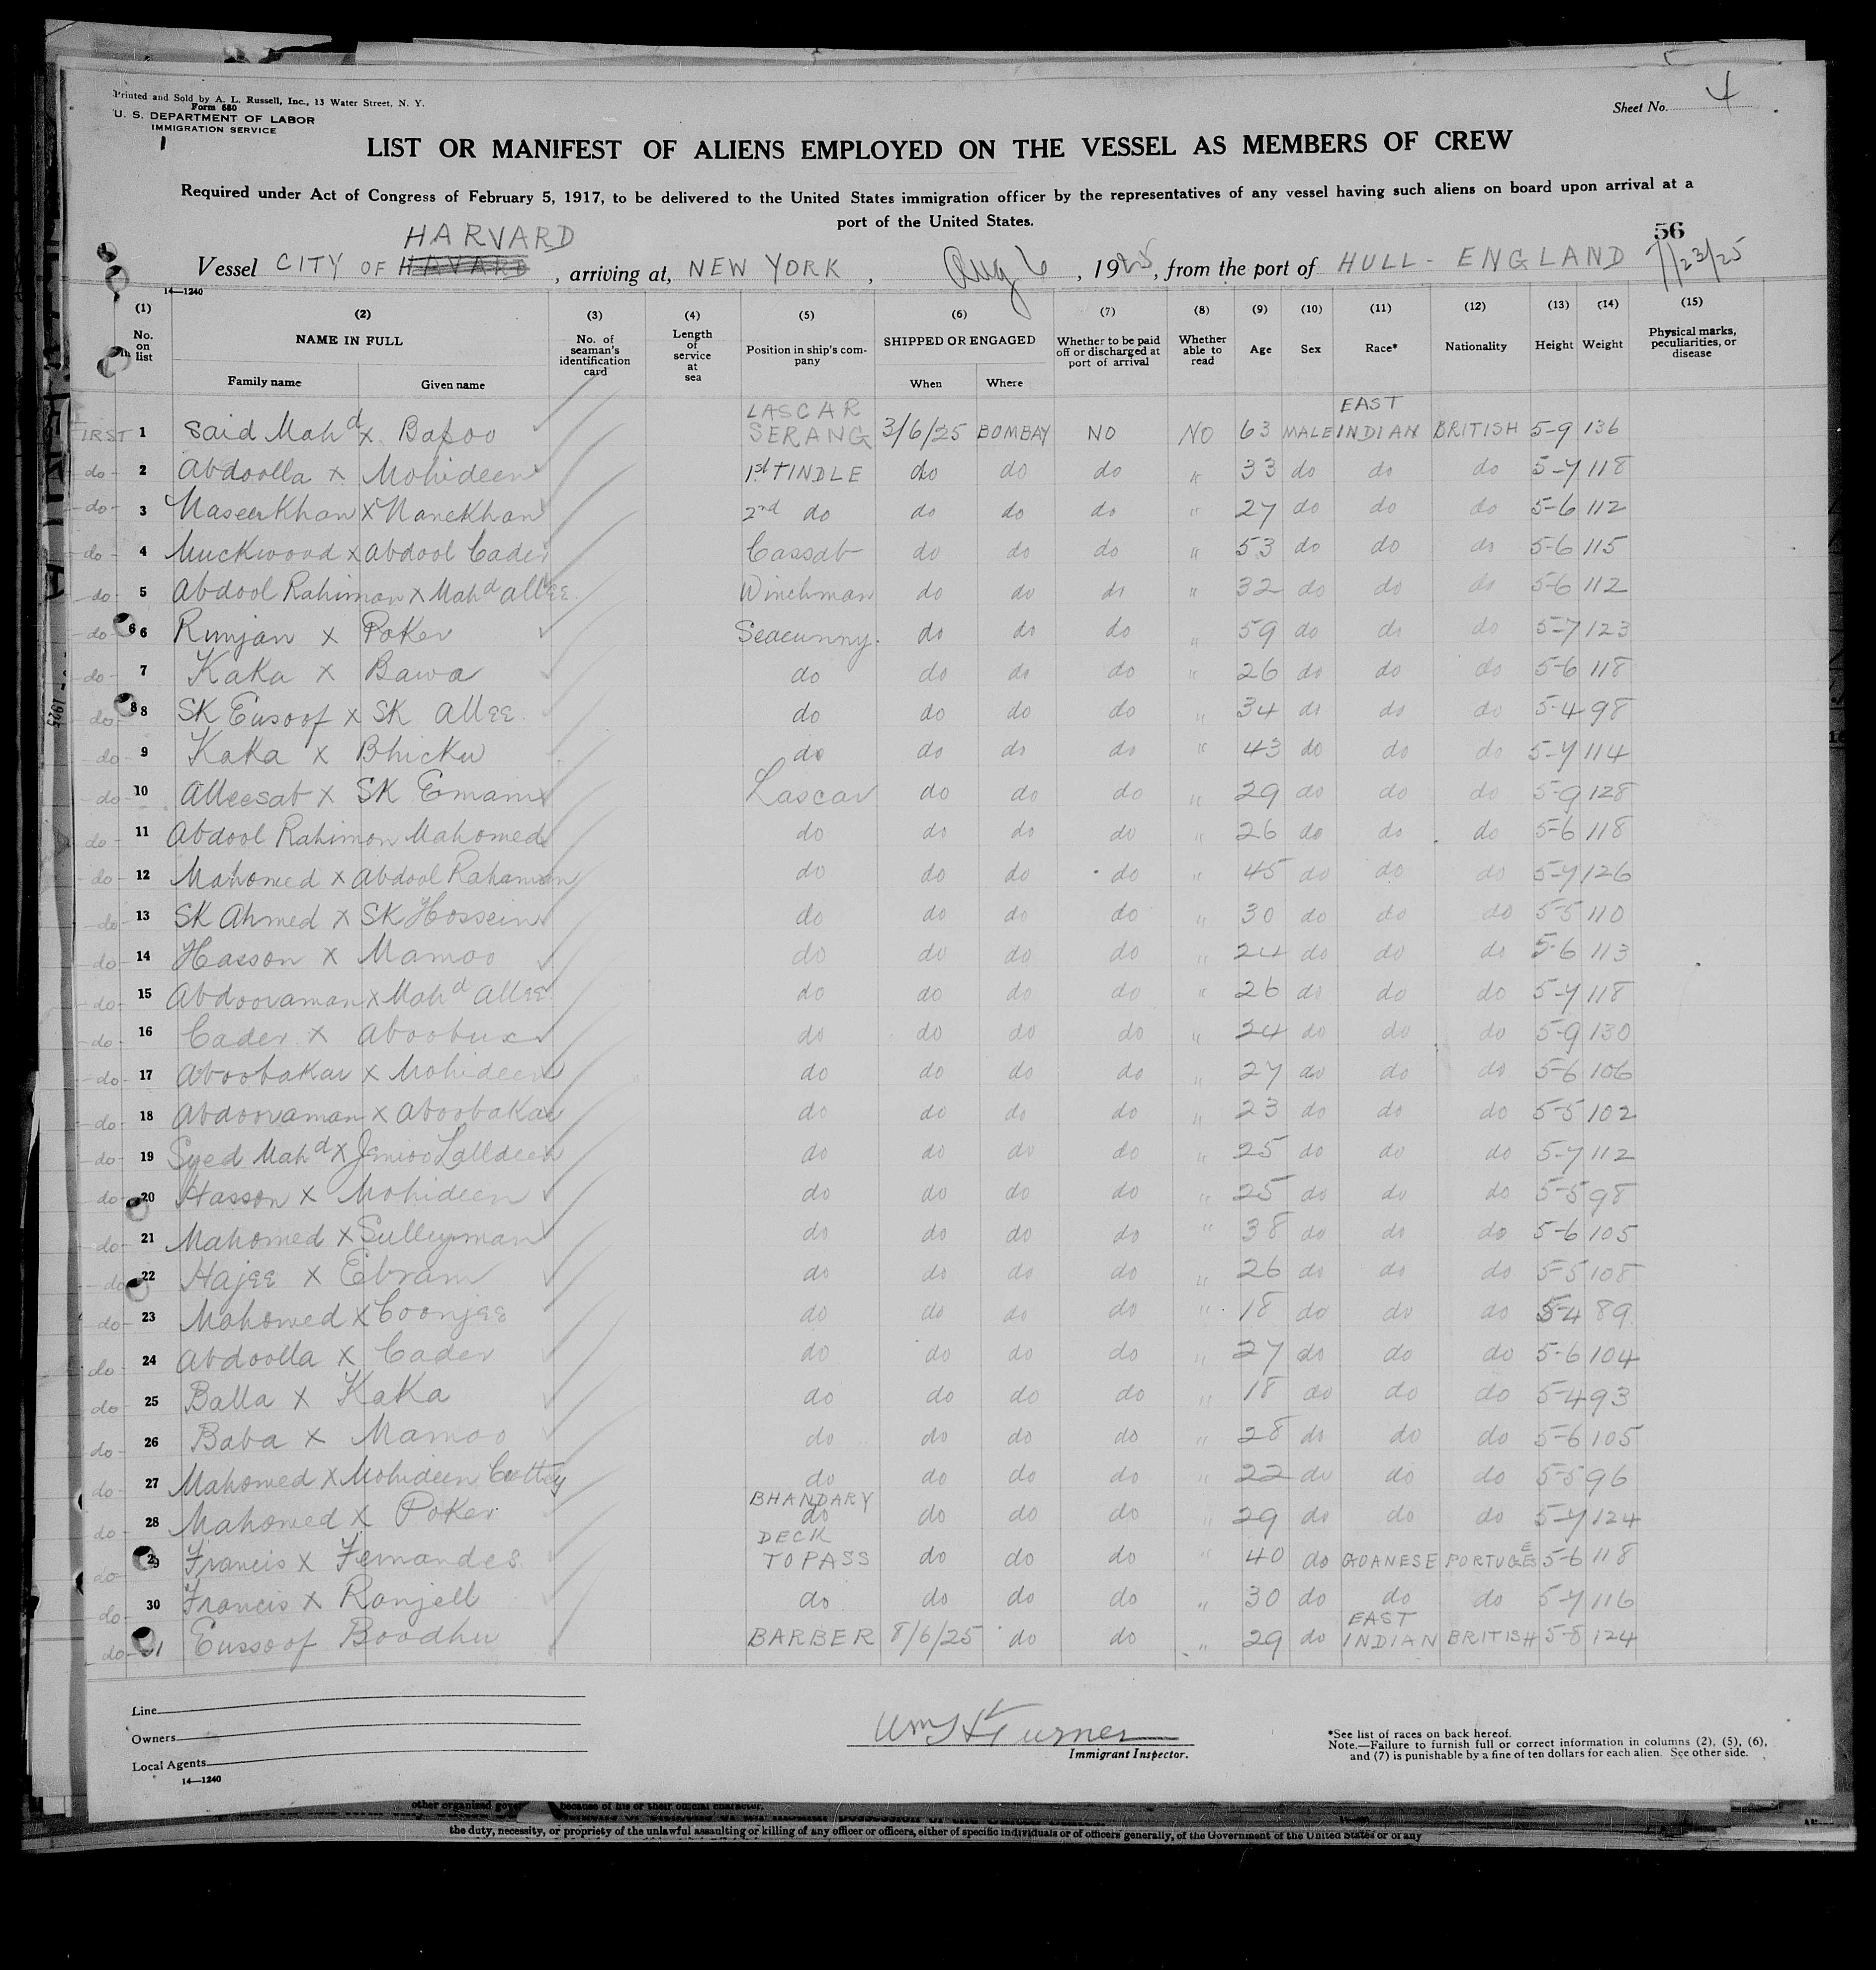 Printed and Sold by A. L. Russell, Inc., 13 Water Street, N. Y.
Form 680
U. S. DEPARTMENT OF LABOR
IMMIGRATION SERVICE
Sheet No. 4
LIST OR MANIFEST OF ALIENS EMPLOYED ON THE VESSEL AS MEMBERS OF CREW
Required under Act of Congress of February 5, 1917, to be delivered to the United States immigration officer by the representatives of any vessel having such aliens on board upon arrival at a
port of the United States.
56
HARVARD
Vessel CITY OF HAVARD, arriving at, NEW YORK, Aug 6, 1925, from the port of HULL - ENGLAND 7/23/25
14—1240
(1) (2) (3) (4) (5) (6) (7) (8) (9) (10) (11) (12) (13) (14) (15)
No. on list NAME IN FULL No. of seaman's identification card Length of service at sea Position in ship's company SHIPPED OR ENGAGED Whether to be paid off or discharged at port of arrival Whether able to read Age Sex Race* Nationality Height Weight Physical marks, peculiarities, or disease
Family name Given name When Where
FIRST 1 Said Mahd x Bapoo LASCAR SERANG 3/6/25 BOMBAY NO NO 63 MALE EAST INDIAN BRITISH 5-9 136
do 2 Abdoolla x Mohideen 1st TINDLE do do do " 33 do do do 5-7 118
do 3 Maseerkhan x Nanekhan 2nd do do do do " 27 do do do 5-6 112
do 4 Muckwood x Abdool Cader Cassab do do do " 53 do do do 5-6 115
do 5 Abdool Rahiman x Mahd Allee Winchman do do do " 32 do do do 5-6 112
do 6 Rumjan x Poker Seacunny. do do do " 59 do do do 5-7 123
do 7 Kaka x Bawa do do do do " 26 do do do 5-6 118
do 8 SK Eusoof x SK Allee do do do do " 34 do do do 5-4 98
do 9 Kaka x Bhicku do do do do " 43 do do do 5-7 114
do 10 Alleesab x SK Emam Lascar do do do " 29 do do do 5-9 128
do 11 Abdool Rahimon Mahomed do do do do " 26 do do do 5-6 118
do 12 Mahomed x Abdool Rahaman do do do do " 45 do do do 5-7 126
do 13 SK Ahmed x SK Hossein do do do do " 30 do do do 5-5 110
do 14 Hasson x Mamoo do do do do " 24 do do do 5-6 113
do 15 Abdooraman x Mahd Allee do do do do " 26 do do do 5-7 118
do 16 Cader x Aboobux do do do do " 24 do do do 5-9 130
do 17 Aboobakar x Mohideen do do do do " 27 do do do 5-6 106
do 18 Abdooraman x Aboobakar do do do do " 23 do do do 5-5 102
do 19 Syed Mahd x Lalldeen do do do do " 25 do do do 5-7 112
do 20 Hasson x Mohideen do do do do " 25 do do do 5-5 98
do 21 Mahomed x Sulleyman do do do do " 38 do do do 5-6 105
do 22 Hajee x Ebram do do do do " 26 do do do 5-5 108
do 23 Mahomed x Coonjee do do do do " 18 do do do 5-4 89
do 24 Abdoolla x Cader do do do do " 27 do do do 5-6 104
do 25 Balla x Kaka do do do do " 18 do do do 5-4 93
do 26 Baba x Mamoo do do do do " 28 do do do 5-6 105
do 27 Mahomed x Mohideen Cuttey do do do do " 22 do do do 5-5 96
do 28 Mahomed x Poker BHANDARY do do do do " 29 do do do 5-7 124
do 29 Francis x Fernandes DECK TOPASS do do do " 40 do GOANESE PORTUGEES 5-6 118
do 30 Francis x Ranjell do do do do " 30 do do do 5-7 116
do 31 Eussoof Boodhu BARBER 8/6/25 do do " 29 do EAST INDIAN BRITISH 5-8 124
Line
Owners
Local Agents
14—1240
Turner
Immigrant Inspector.
*See list of races on back hereof.
Note.—Failure to furnish full or correct information in columns (2), (5), (6),
and (7) is punishable by a fine of ten dollars for each alien. See other side.
because of his or their official character.
the duty, necessity, or propriety of the unlawful assaulting or killing of any officer or officers, either of specific individuals or of officers generally, of the Government of the United States or of any